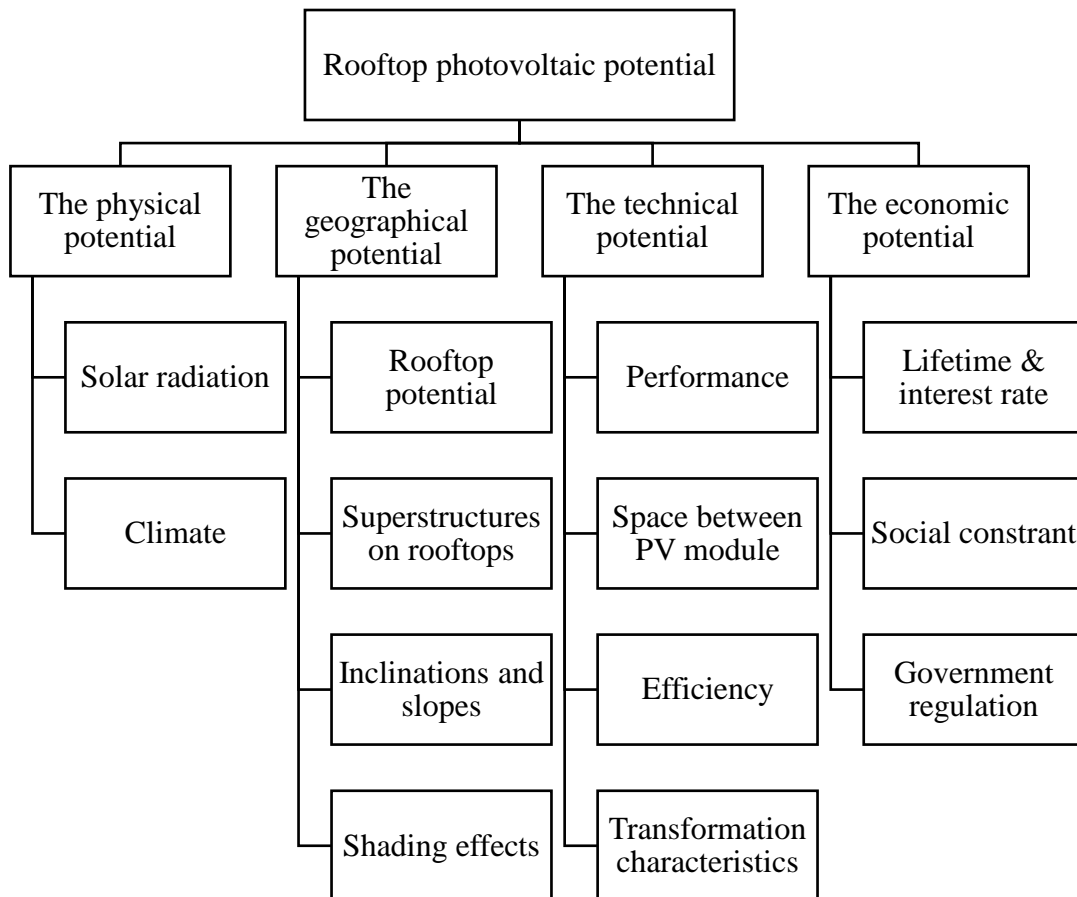 Rooftop photovoltaic potential
The physical
potential
The
geographical
potential
The technical
potential
The economic
potential
Solar radiation
Climate
Rooftop
potential
Superstructures
on rooftops
Inclinations and
slopes
Shading effects
Performance
Space between
PV module
Efficiency
Transformation
characteristics
Lifetime &
interest rate
Social constrant
Government
regulation